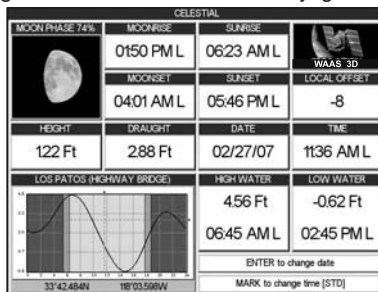 CELESTIAL
MOON PHASE 74% MOONRISE SUNRISE
0150 PM L 06:23 AM L
WAAS 3D
MOONSET SUNSET LOCAL OFFSET
04:01 AM L 05:46 PM L -8
HEIGHT DRAUGHT DATE TIME
1.22 Ft 2.88 Ft 02/27/07 11:36 AM L
LOS PATOS (HIGHWAY BRIDGE) HIGH WATER LOW WATER
4.56 Ft -0.62 Ft
06:45 AM L 02:45 PM L
ENTER to change date
33°42.484N 118°03.598W MARK to change time [STD]